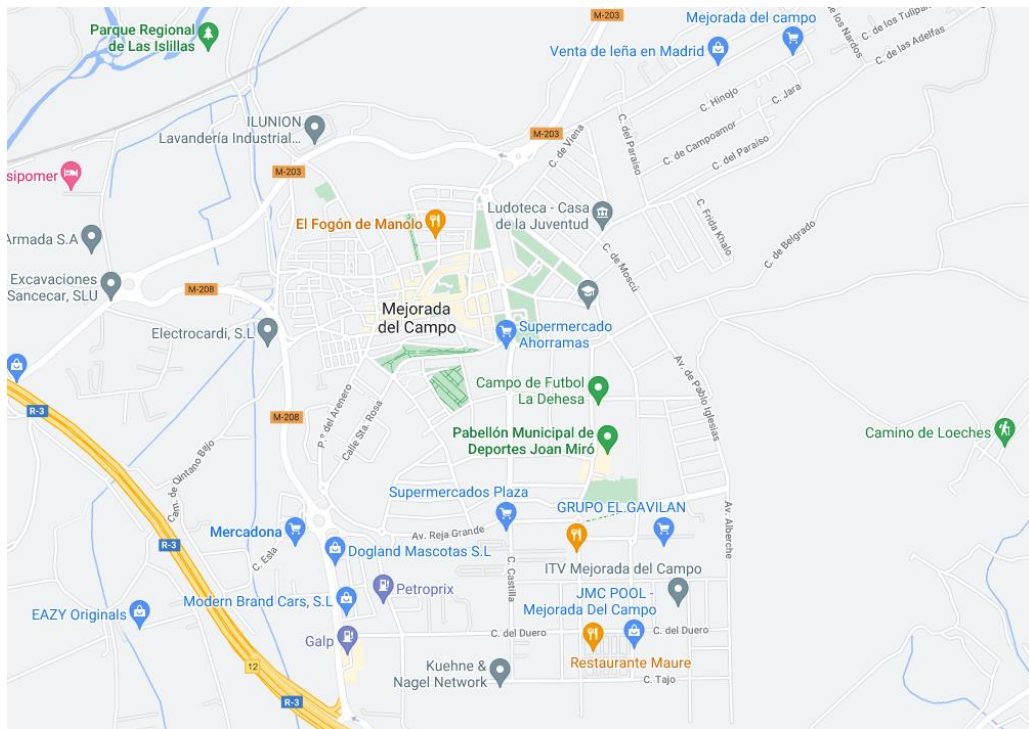 M-203
Mejorada del campo
C. de los Tulipa
C. de los Nardos
C. de las Adelfas
Parque Regional
de Las Islillas
Venta de leña en Madrid
C. Hinojo
C. Jara
ILUNION
Lavandería Industrial...
M-203
C. de Viena
C. del Paraiso
C. de Campoamor
C. del Paraiso
M-203
sipomer
El Fogón de Manolo
Ludoteca - Casa
de la Juventud
C. Frida Khalo
C. de Belgrado
Armada S.A
C. de Moscú
Excavaciones
Sancecar, SLU
M-208
Mejorada
del Campo
Electrocardi, S.L
Supermercado
Ahorramas
Av. de Pablo Iglesias
Campo de Futbol
La Dehesa
R-3
M-208
P.º del Arenero
Calle Sta. Rosa
Cam. de Qintano Bajo
Pabellón Municipal de
Deportes Joan Miró
Camino de Loeches
Supermercados Plaza
GRUPO EL GAVILAN
Av. Alberche
Mercadona
Av. Reja Grande
R-3
C. Esla
Dogland Mascotas S.L
C. Castilla
ITV Mejorada del Campo
Petroprix
Modern Brand Cars, S.L
JMC POOL -
Mejorada Del Campo
EAZY Originals
Galp
C. del Duero
C. del Duero
12
Restaurante Maure
Kuehne &
Nagel Network
C. Tajo
R-3